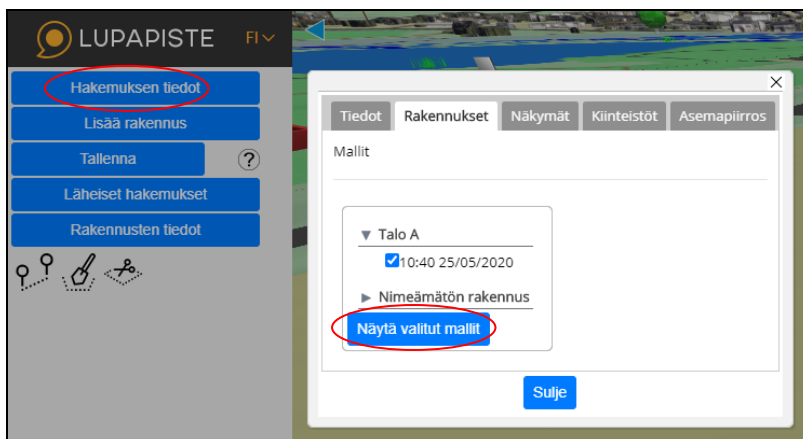 LUPAPISTE FI
Hakemuksen tiedot
Lisää rakennus
Tallenna ?
Läheiset hakemukset
Rakennusten tiedot
Tiedot Rakennukset Näkymät Kiinteistöt Asemapiirros
Mallit
Talo A
10:40 25/05/2020
Nimeämätön rakennus
Näytä valitut mallit
Sulje